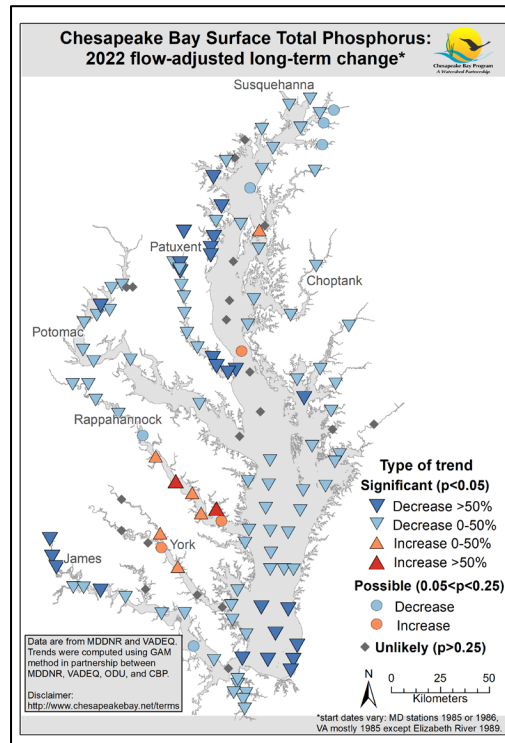 Chesapeake Bay Surface Total Phosphorus:
2022 flow-adjusted long-term change*
Chesapeake Bay Program
A Watershed Partnership
Susquehanna
Patuxent
Choptank
Potomac
Rappahannock
York
James
Type of trend
Significant (p<0.05)
Decrease >50%
Decrease 0-50%
Increase 0-50%
Increase >50%
Possible (0.05<p<0.25)
Decrease
Increase
Unlikely (p>0.25)
Data are from MDDNR and VADEQ.
Trends were computed using GAM
method in partnership between
MDDNR, VADEQ, ODU, and CBP.
Disclaimer:
http://www.chesapeakebay.net/terms
N
0 25 50
Kilometers
*start dates vary: MD stations 1985 or 1986,
VA mostly 1985 except Elizabeth River 1989.